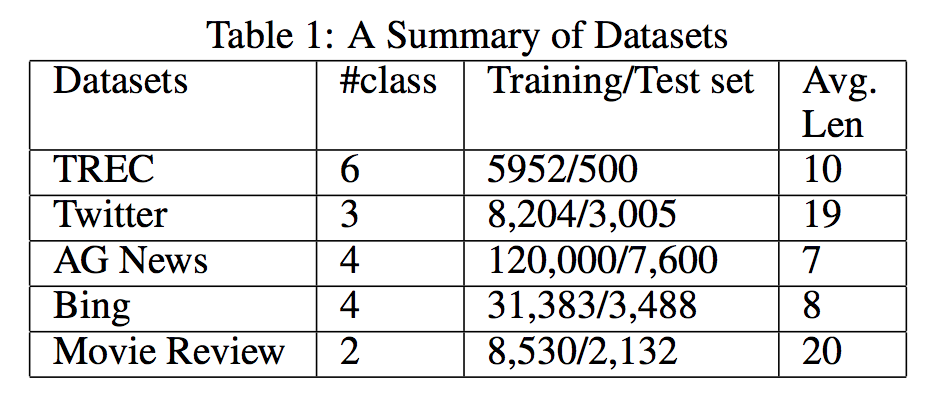 Table 1: A Summary of Datasets
Datasets #class Training/Test set Avg. Len
TREC 6 5952/500 10
Twitter 3 8,204/3,005 19
AG News 4 120,000/7,600 7
Bing 4 31,383/3,488 8
Movie Review 2 8,530/2,132 20